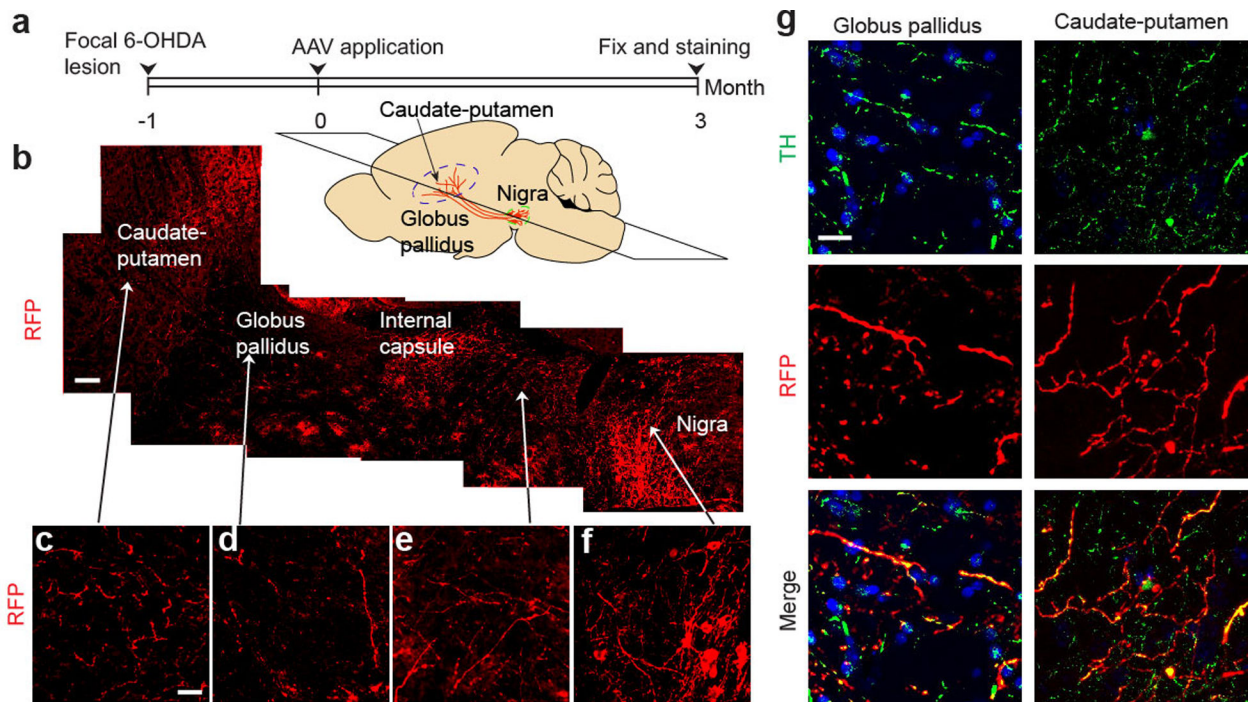 a
Focal 6-OHDA
lesion
AAV application
Fix and staining
Month
-1
0
3
Caudate-putamen
Nigra
Globus
pallidus
b
RFP
Caudate-
putamen
Globus
pallidus
Internal
capsule
Nigra
RFP
c
d
e
f
g
Globus pallidus
Caudate-putamen
TH
RFP
Merge